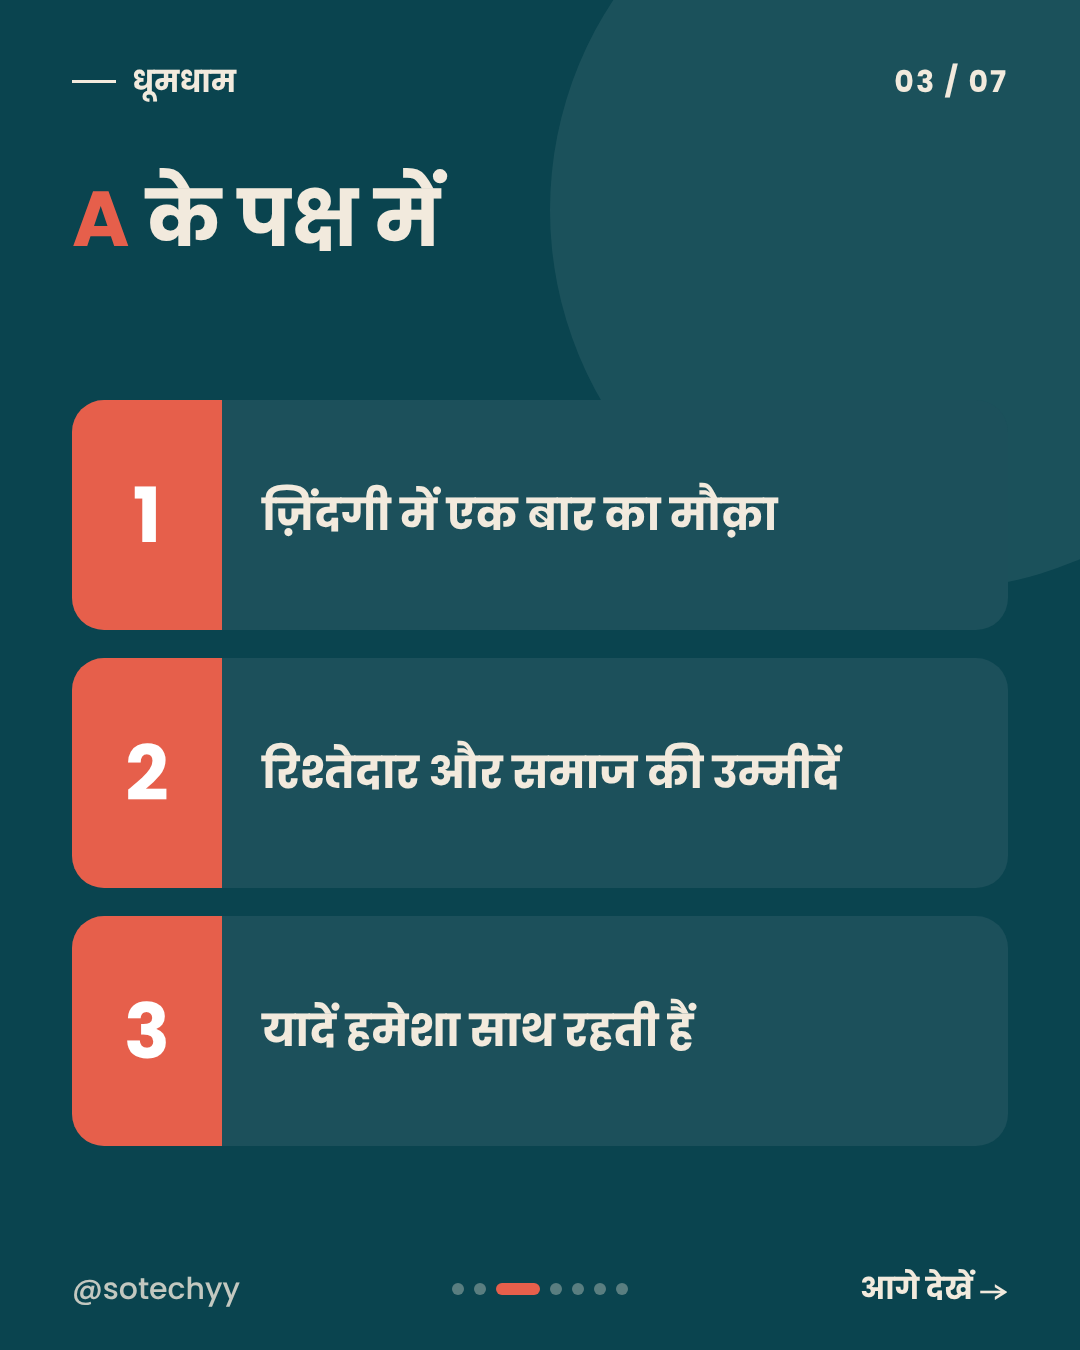 धूमधाम
03 / 07
A के पक्ष में
1
ज़िंदगी में एक बार का मौक़ा
2
रिश्तेदार और समाज की उम्मीदें
3
यादें हमेशा साथ रहती हैं
@sotechyy
आगे देखें →